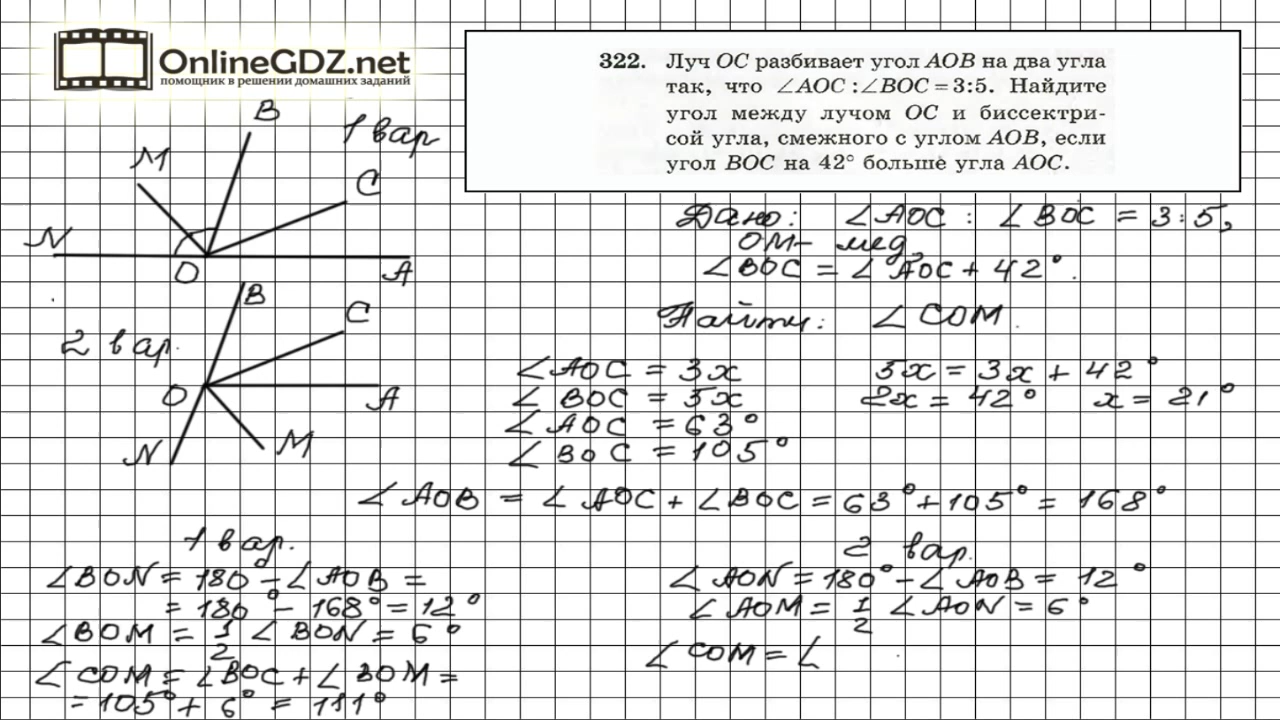 OnlineGDZ.net
помощник в решении домашних заданий
322. Луч OC разбивает угол AOB на два угла
так, что ∠AOC : ∠BOC = 3:5. Найдите
угол между лучом OC и биссектри-
сой угла, смежного с углом AOB, если
угол BOC на 42° больше угла AOC.
1 вар
B
M
C
N
O
A
2 вар.
B
C
O
A
N
M
Дано: ∠AOC : ∠BOC = 3:5,
OM – мед,
∠BOC = ∠AOC + 42°.
Найти: ∠COM.
∠AOC = 3x
∠BOC = 5x
∠AOC = 63°
∠BOC = 105°
5x = 3x + 42°
2x = 42° x = 21°
∠AOB = ∠AOC + ∠BOC = 63° + 105° = 168°
1 вар.
∠BON = 180° – ∠AOB =
= 180° – 168° = 12°
∠BOM = 1/2 ∠BON = 6°
∠COM = ∠BOC + ∠BOM =
= 105° + 6° = 111°
2 вар.
∠AON = 180° – ∠AOB = 12°
∠AOM = 1/2 ∠AON = 6°
∠COM = ∠